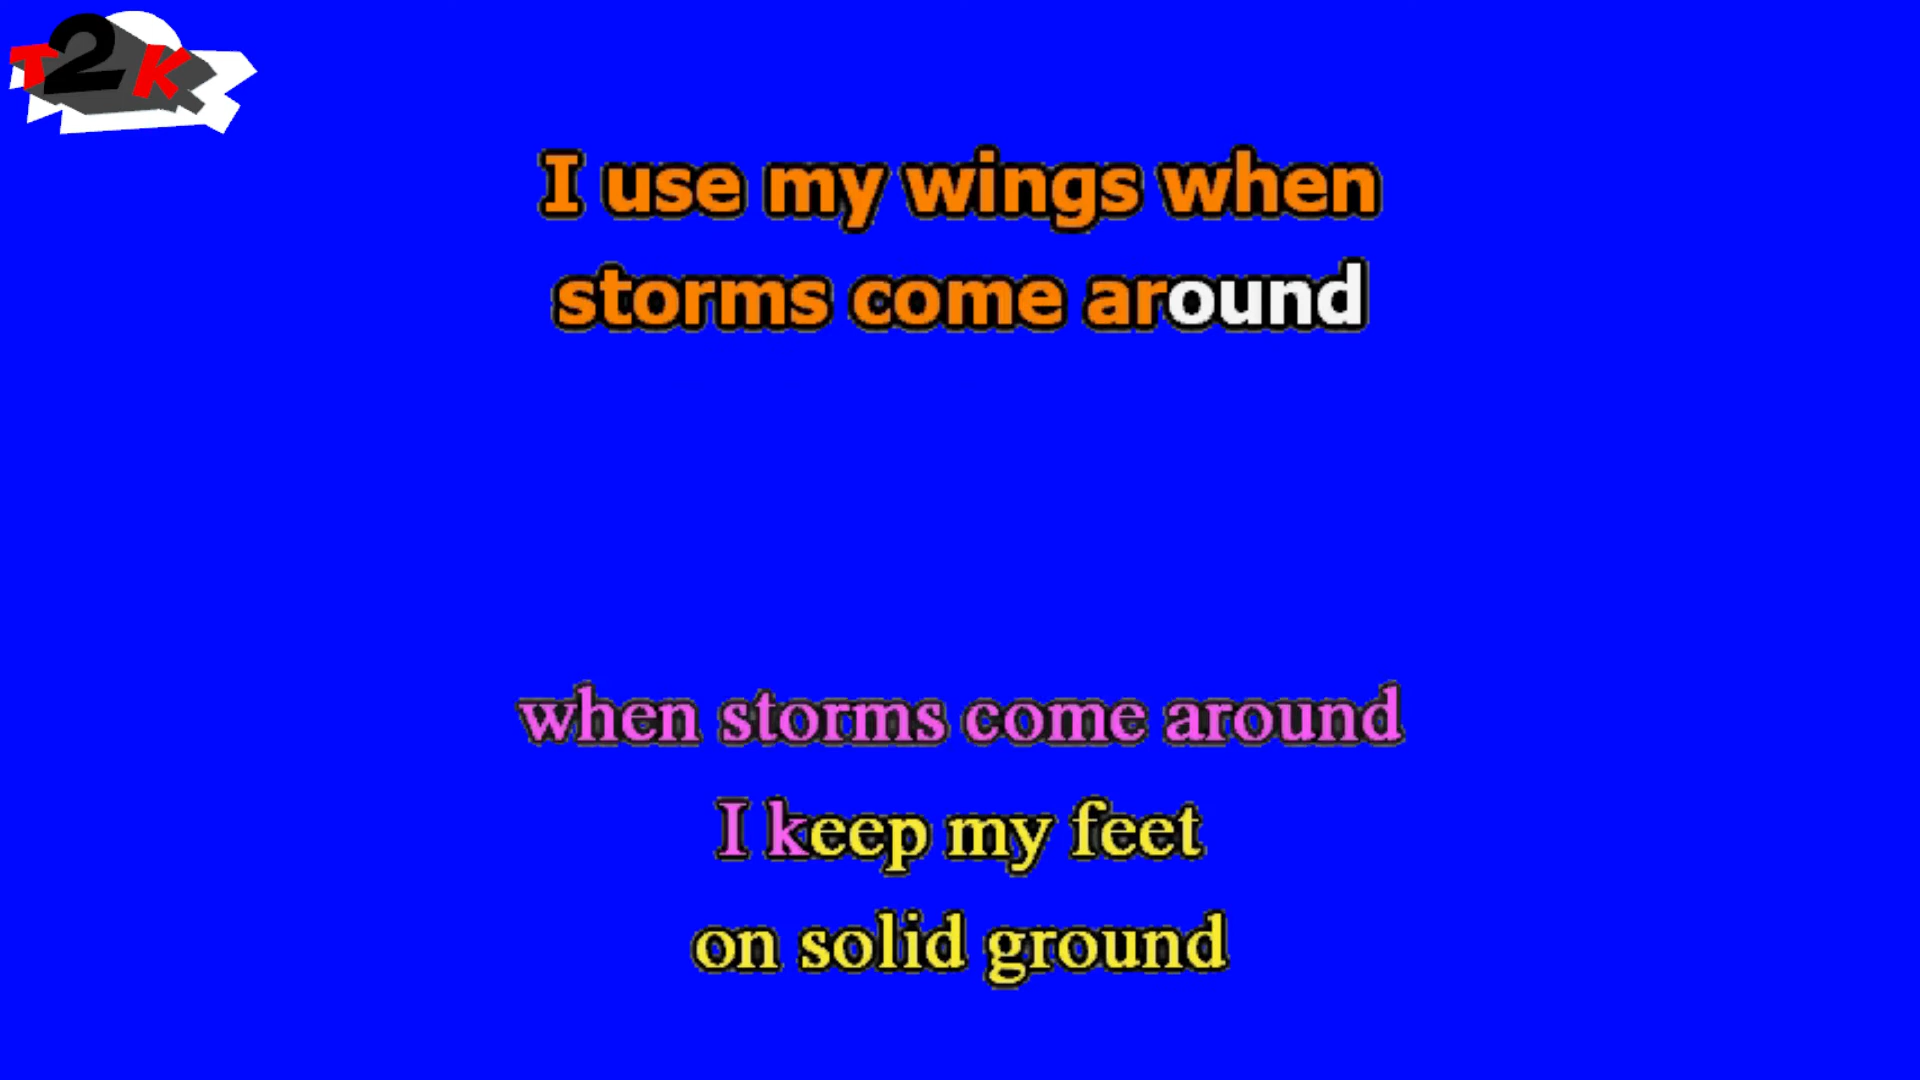 T2K
I use my wings when
storms come around
when storms come around
I keep my feet
on solid ground